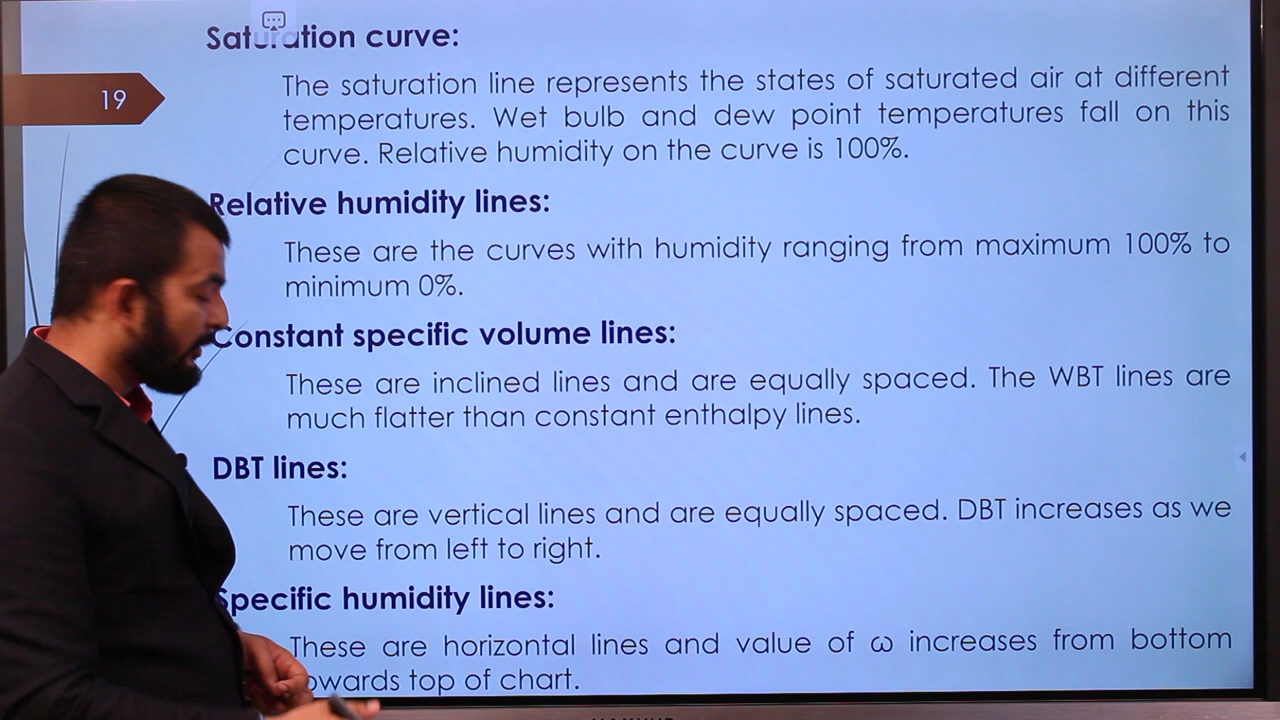 Saturation curve:
19
The saturation line represents the states of saturated air at different
temperatures. Wet bulb and dew point temperatures fall on this
curve. Relative humidity on the curve is 100%.
Relative humidity lines:
These are the curves with humidity ranging from maximum 100% to
minimum 0%.
Constant specific volume lines:
These are inclined lines and are equally spaced. The WBT lines are
much flatter than constant enthalpy lines.
DBT lines:
These are vertical lines and are equally spaced. DBT increases as we
move from left to right.
Specific humidity lines:
These are horizontal lines and value of ω increases from bottom
towards top of chart.